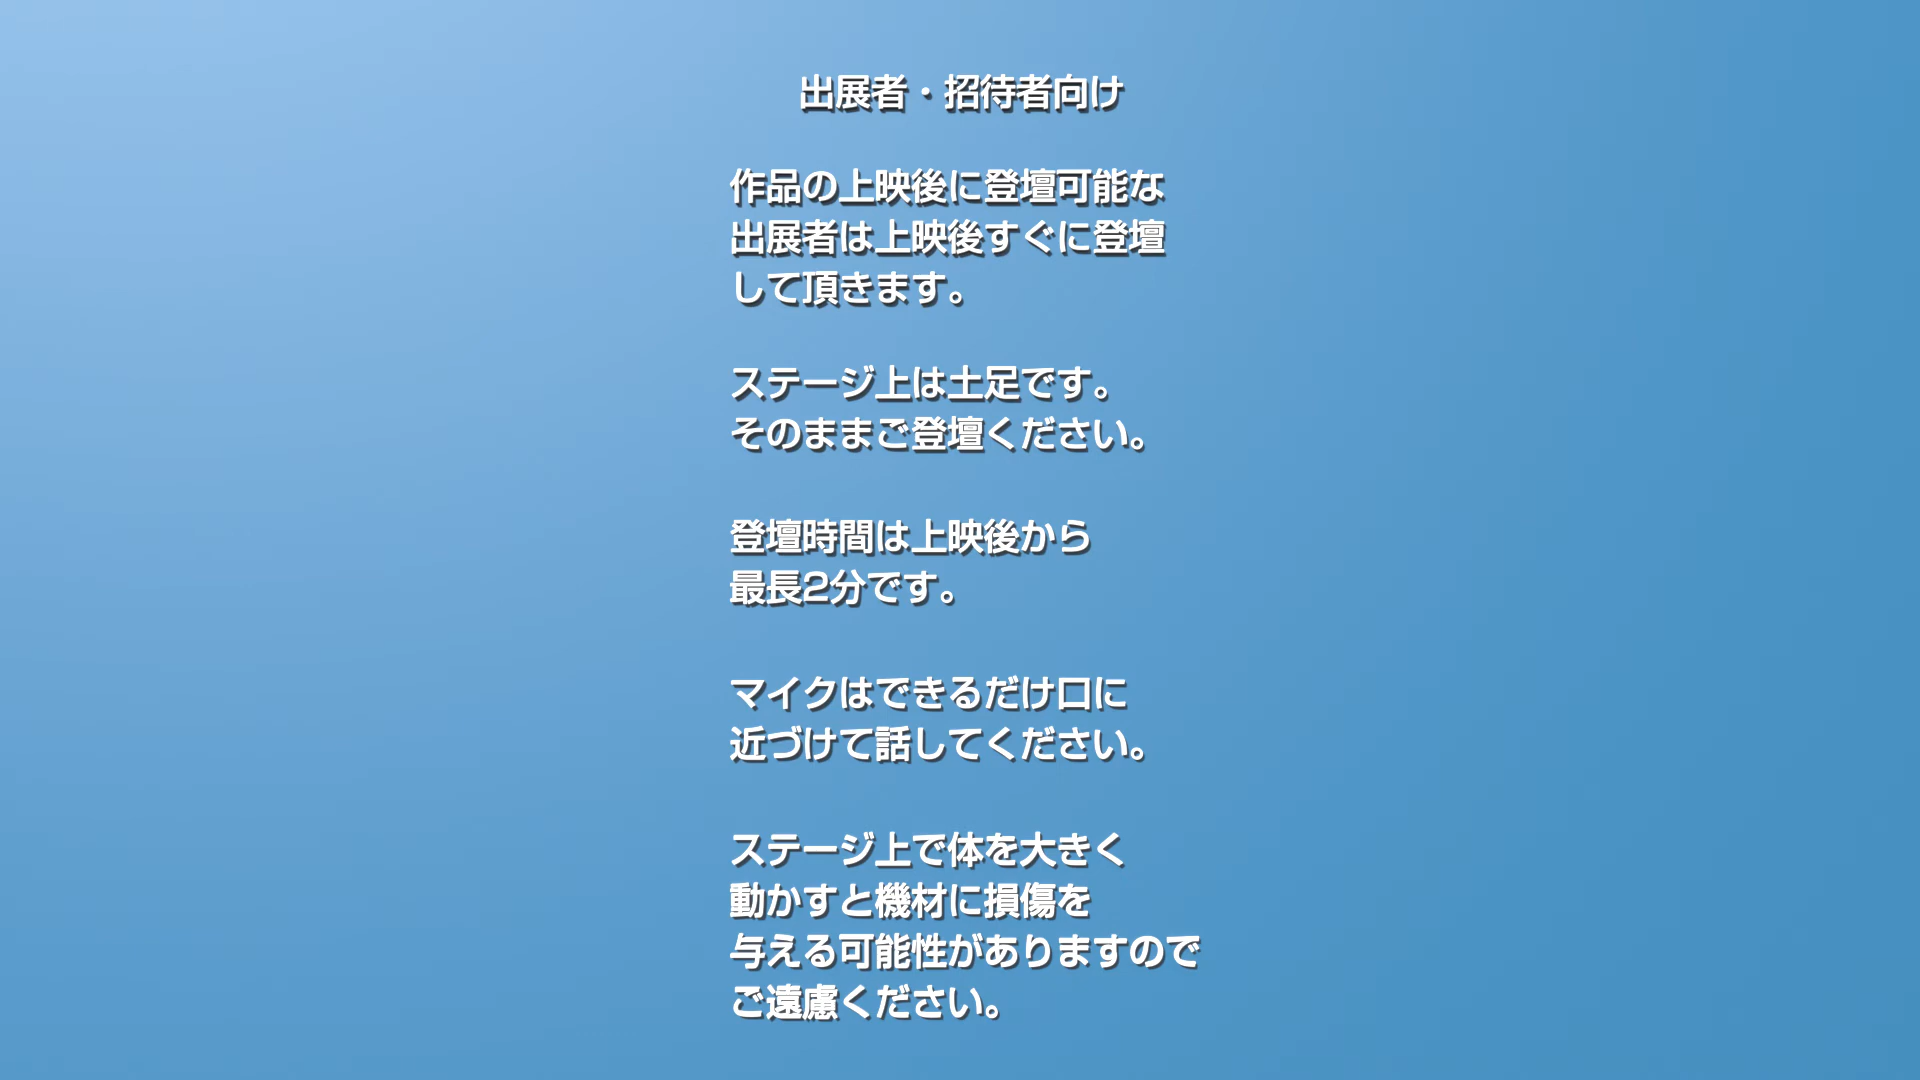 出展者・招待者向け
作品の上映後に登壇可能な
出展者は上映後すぐに登壇
して頂きます。
ステージ上は土足です。
そのままご登壇ください。
登壇時間は上映後から
最長2分です。
マイクはできるだけ口に
近づけて話してください。
ステージ上で体を大きく
動かすと機材に損傷を
与える可能性がありますので
ご遠慮ください。